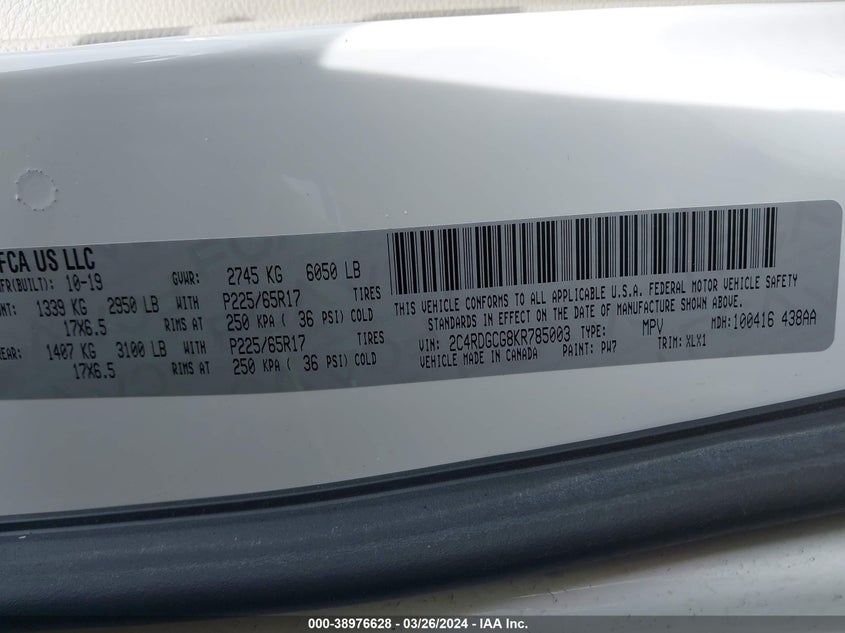 FCA US LLC
MFR(BUILT): 10-19 GVWR: 2745 KG 6050 LB
1339 KG 2950 LB WITH P225/65R17 TIRES
17X6.5 RIMS AT 250 KPA ( 36 PSI) COLD
1407 KG 3100 LB WITH P225/65R17 TIRES
17X6.5 RIMS AT 250 KPA ( 36 PSI) COLD
THIS VEHICLE CONFORMS TO ALL APPLICABLE U.S.A. FEDERAL MOTOR VEHICLE SAFETY
STANDARDS IN EFFECT ON THE DATE OF MANUFACTURE SHOWN ABOVE.
VIN: 2C4RDGCG8KR785003 TYPE: MPV MDH:100416 438AA
VEHICLE MADE IN CANADA PAINT: PW7 TRIM: XLX1
000-38976628 - 03/26/2024 - IAA Inc.